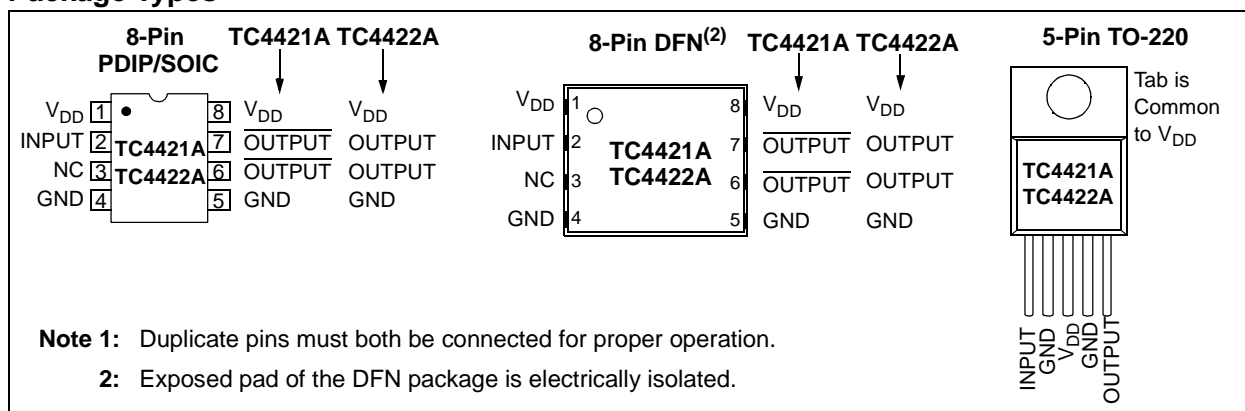 Package Types
8-Pin
PDIP/SOIC
TC4421A TC4422A
VDD 1 8 VDD VDD
INPUT 2 TC4421A 7 OUTPUT OUTPUT
NC 3 TC4422A 6 OUTPUT OUTPUT
GND 4 5 GND GND
8-Pin DFN(2) TC4421A TC4422A
VDD 1 8 VDD VDD
INPUT 2 TC4421A 7 OUTPUT OUTPUT
NC 3 TC4422A 6 OUTPUT OUTPUT
GND 4 5 GND GND
5-Pin TO-220
Tab is
Common
to VDD
TC4421A
TC4422A
INPUT
GND
VDD
GND
OUTPUT
Note 1: Duplicate pins must both be connected for proper operation.
2: Exposed pad of the DFN package is electrically isolated.